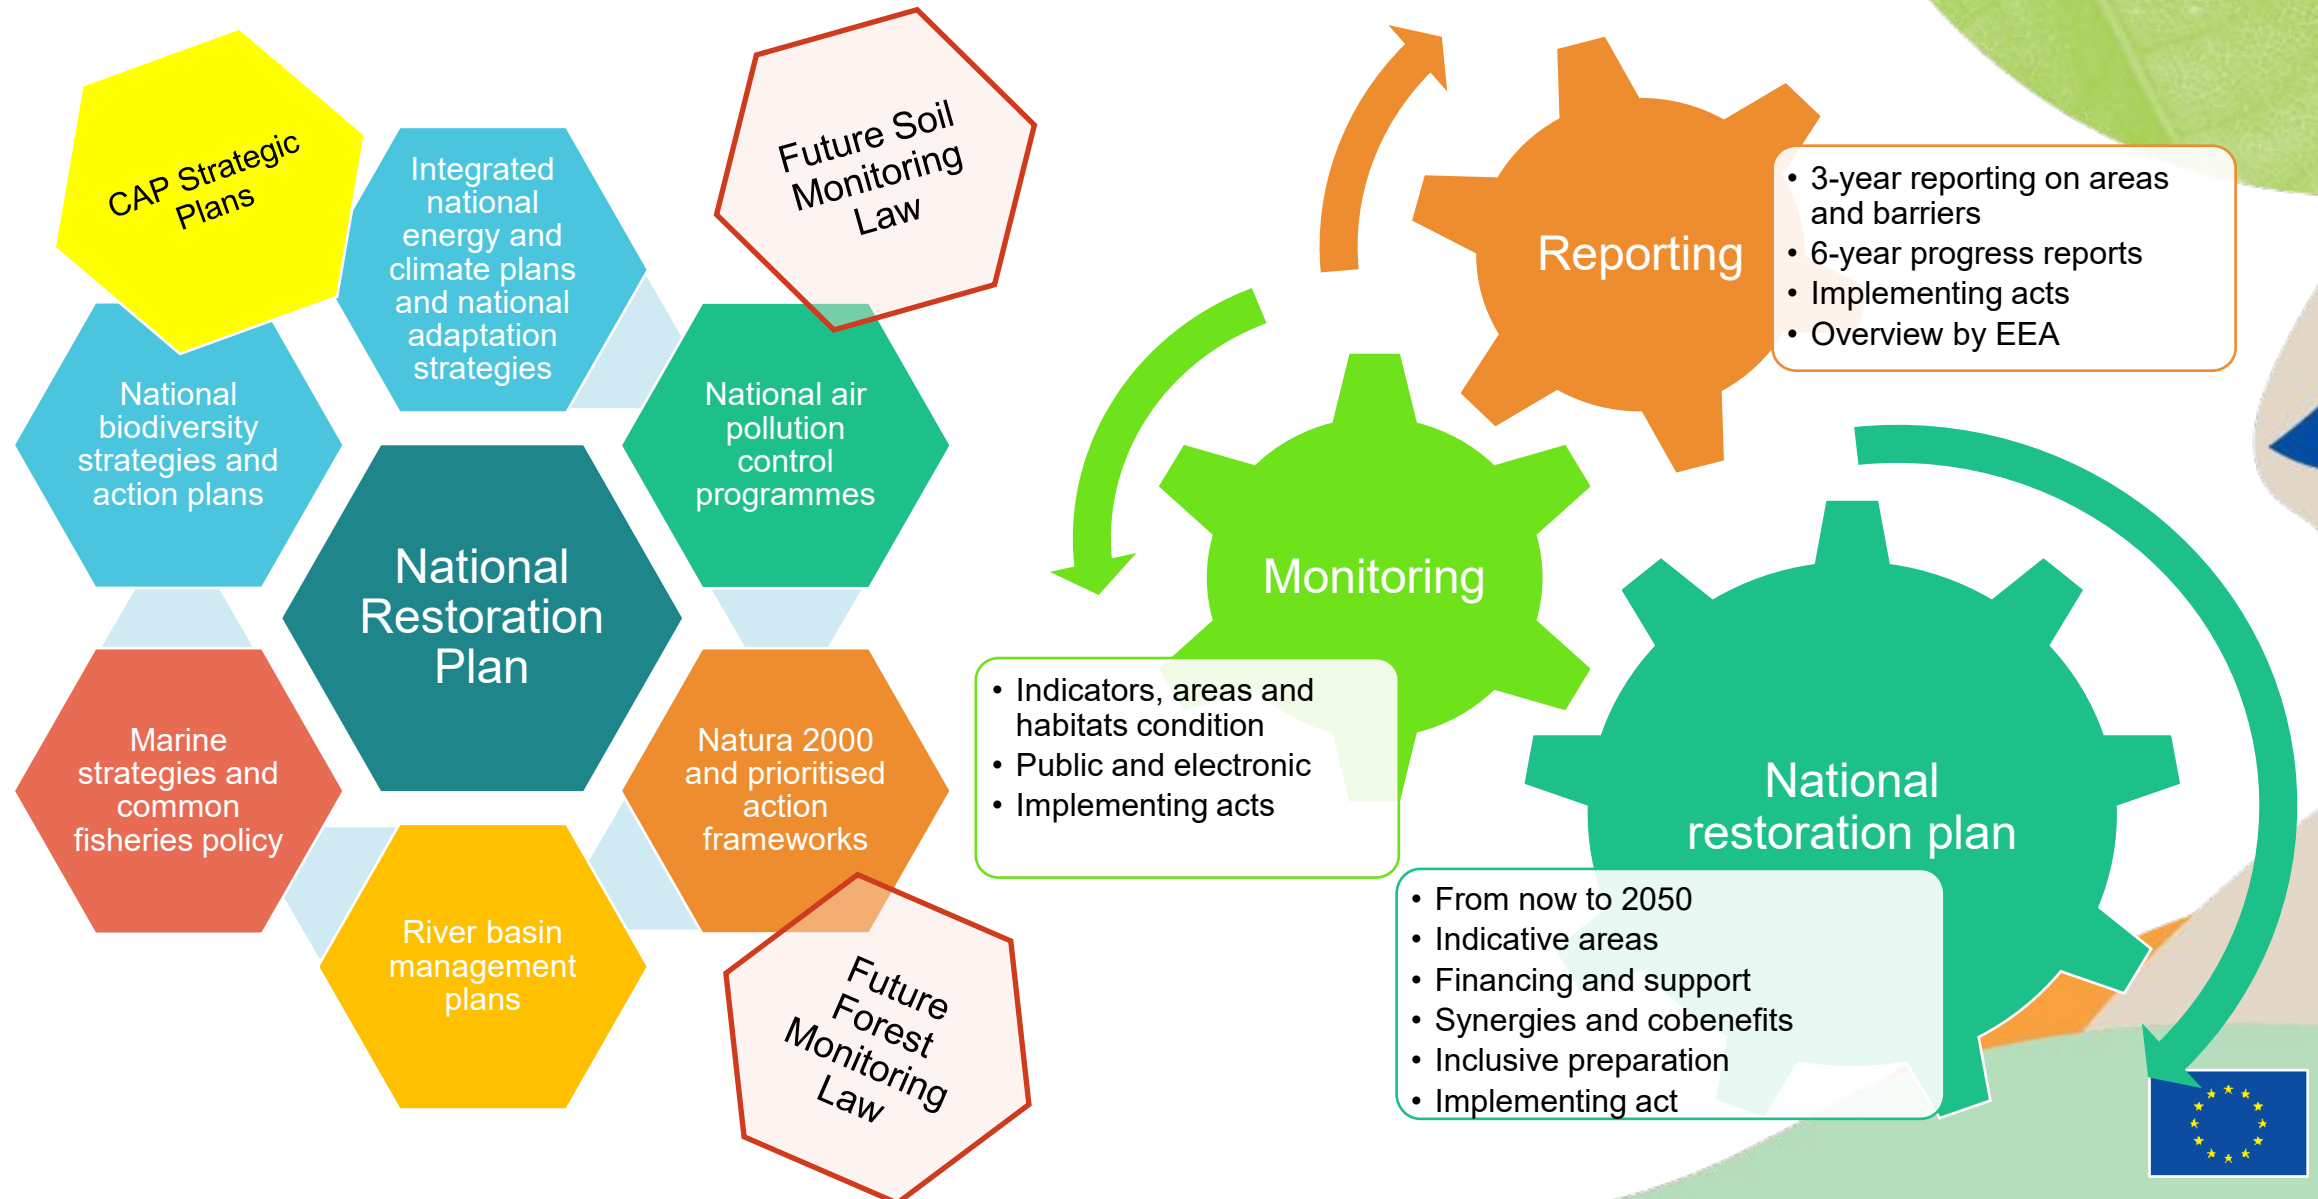 CAP Strategic
Plans
Integrated
national
energy and
climate plans
and national
adaptation
strategies
Future Soil
Monitoring
Law
National
biodiversity
strategies and
action plans
National air
pollution
control
programmes
National
Restoration
Plan
Marine
strategies and
common
fisheries policy
Natura 2000
and prioritised
action
frameworks
River basin
management
plans
Future
Forest
Monitoring
Law
Reporting
• 3-year reporting on areas
and barriers
• 6-year progress reports
• Implementing acts
• Overview by EEA
Monitoring
• Indicators, areas and
habitats condition
• Public and electronic
• Implementing acts
National
restoration plan
• From now to 2050
• Indicative areas
• Financing and support
• Synergies and cobenefits
• Inclusive preparation
• Implementing act